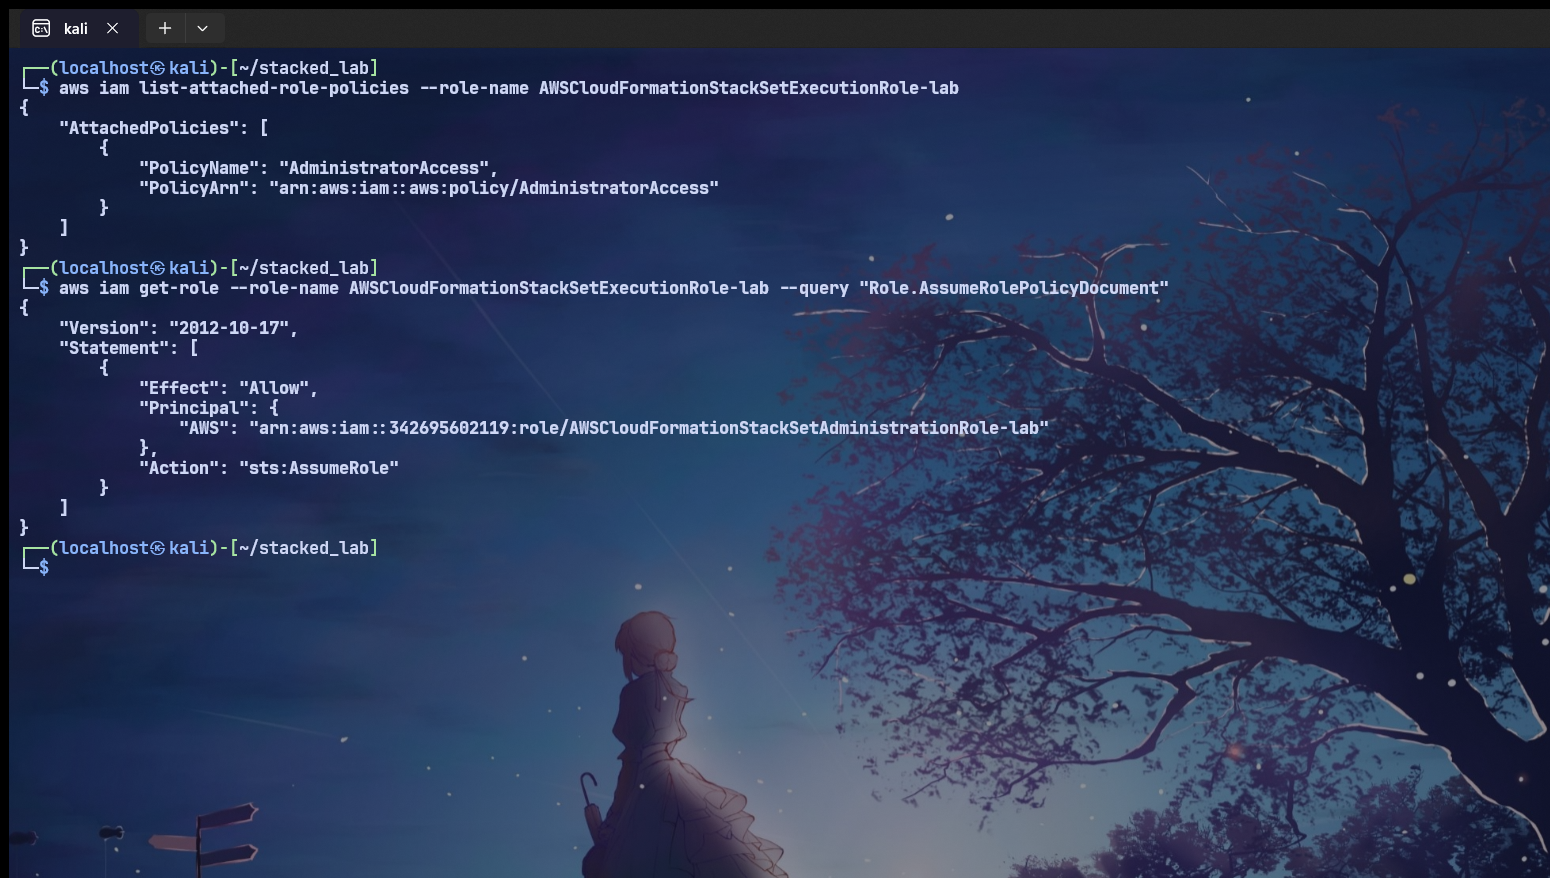 kali
┌──(localhost㉿kali)-[~/stacked_lab]
└─$ aws iam list-attached-role-policies --role-name AWSCloudFormationStackSetExecutionRole-lab
{
    "AttachedPolicies": [
        {
            "PolicyName": "AdministratorAccess",
            "PolicyArn": "arn:aws:iam::aws:policy/AdministratorAccess"
        }
    ]
}
┌──(localhost㉿kali)-[~/stacked_lab]
└─$ aws iam get-role --role-name AWSCloudFormationStackSetExecutionRole-lab --query "Role.AssumeRolePolicyDocument"
{
    "Version": "2012-10-17",
    "Statement": [
        {
            "Effect": "Allow",
            "Principal": {
                "AWS": "arn:aws:iam::342695602119:role/AWSCloudFormationStackSetAdministrationRole-lab"
            },
            "Action": "sts:AssumeRole"
        }
    ]
}
┌──(localhost㉿kali)-[~/stacked_lab]
└─$